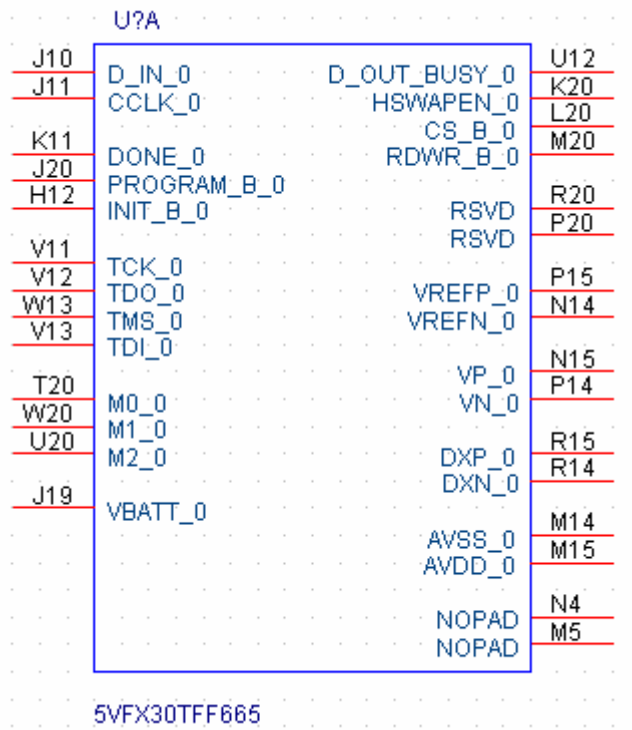 U?A
J10 D_IN_0 D_OUT_BUSY_0 U12
J11 CCLK_0 HSWAPEN_0 K20
CS_B_0 L20
K11 DONE_0 RDWR_B_0 M20
J20 PROGRAM_B_0
H12 INIT_B_0 RSVD R20
RSVD P20
V11 TCK_0
V12 TDO_0 VREFP_0 P15
W13 TMS_0 VREFN_0 N14
V13 TDI_0
VP_0 N15
T20 M0_0 VN_0 P14
W20 M1_0
U20 M2_0 DXP_0 R15
DXN_0 R14
J19 VBATT_0
AVSS_0 M14
AVDD_0 M15
NOPAD N4
NOPAD M5
5VFX30TFF665